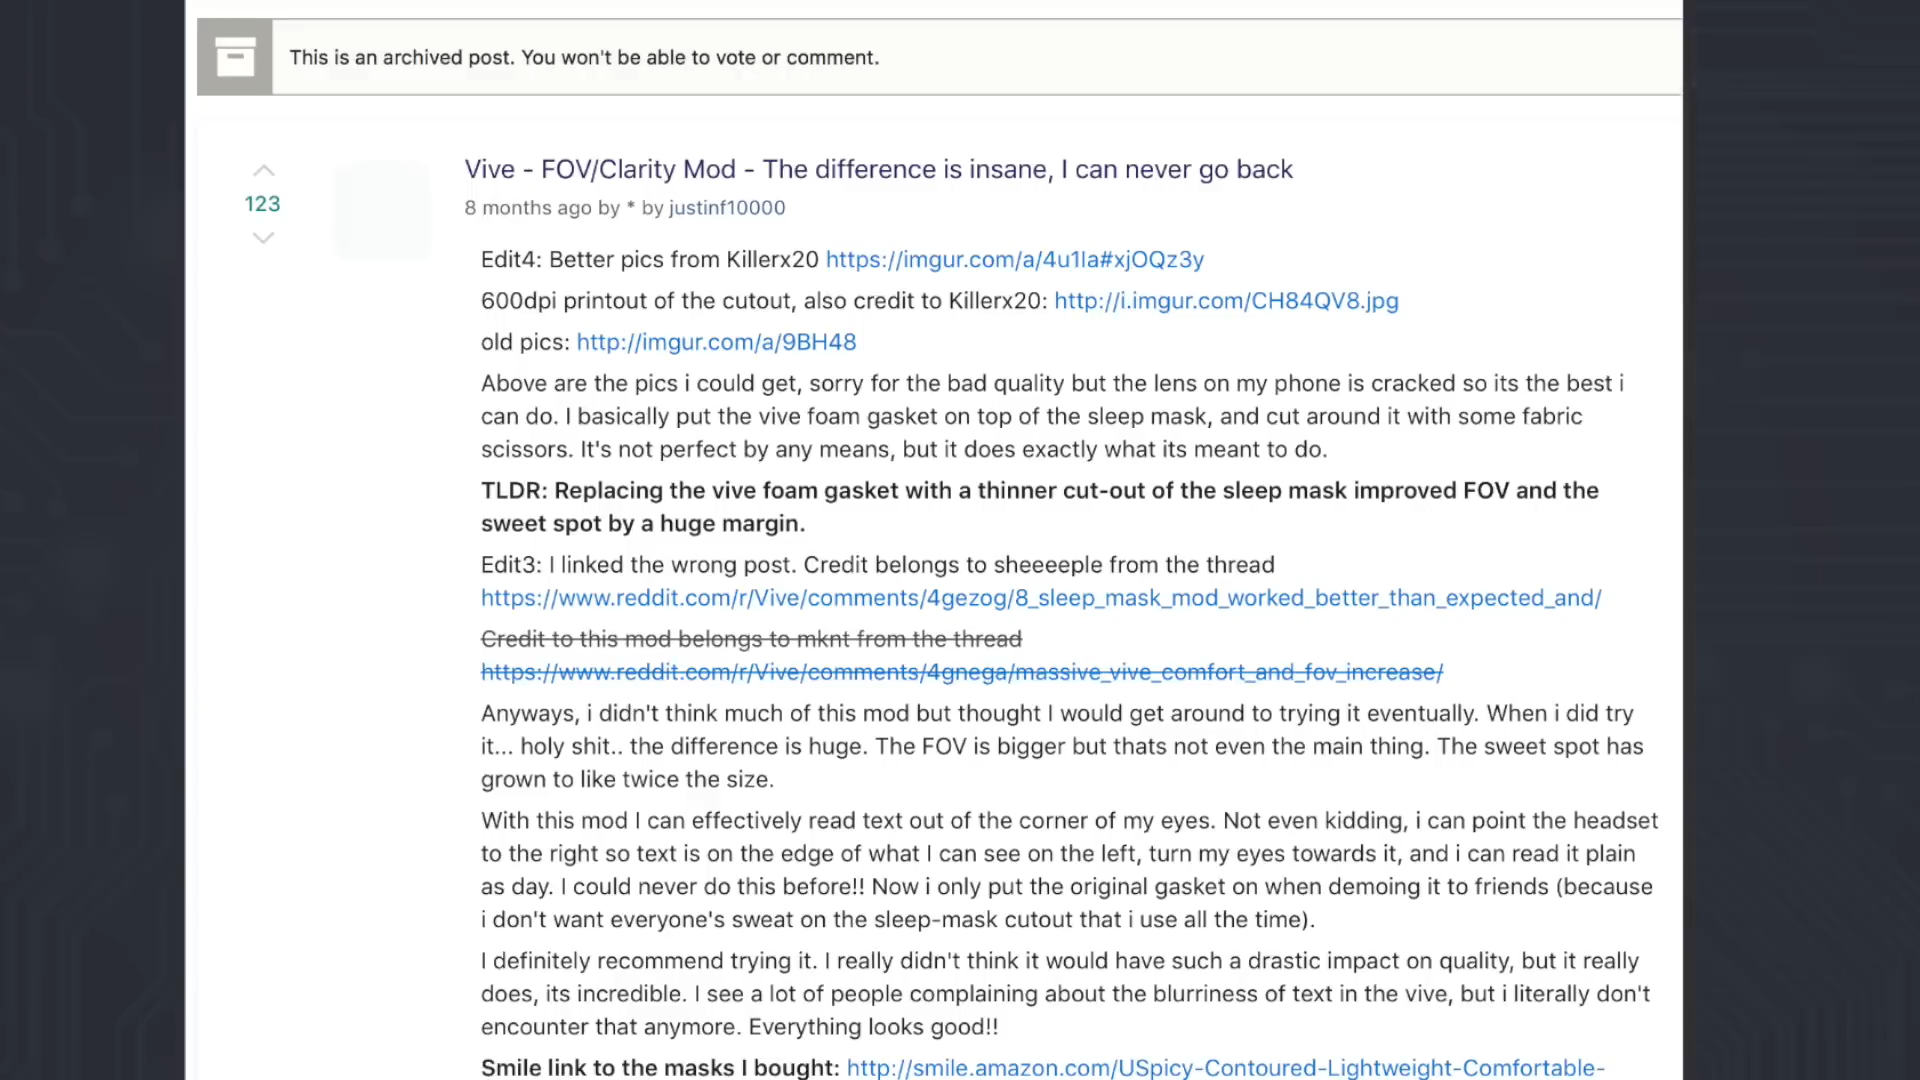 This is an archived post. You won't be able to vote or comment.
Vive - FOV/Clarity Mod - The difference is insane, I can never go back
123
8 months ago by * by justinf10000
Edit4: Better pics from Killerx20 https://imgur.com/a/4u1la#xjOQz3y
600dpi printout of the cutout, also credit to Killerx20: http://i.imgur.com/CH84QV8.jpg
old pics: http://imgur.com/a/9BH48
Above are the pics i could get, sorry for the bad quality but the lens on my phone is cracked so its the best i
can do. I basically put the vive foam gasket on top of the sleep mask, and cut around it with some fabric
scissors. It's not perfect by any means, but it does exactly what its meant to do.
TLDR: Replacing the vive foam gasket with a thinner cut-out of the sleep mask improved FOV and the
sweet spot by a huge margin.
Edit3: I linked the wrong post. Credit belongs to sheeeeple from the thread
https://www.reddit.com/r/Vive/comments/4gezog/8_sleep_mask_mod_worked_better_than_expected_and/
Credit to this mod belongs to mknt from the thread
https://www.reddit.com/r/Vive/comments/4gnega/massive_vive_comfort_and_fov_increase/
Anyways, i didn't think much of this mod but thought I would get around to trying it eventually. When i did try
it... holy shit.. the difference is huge. The FOV is bigger but thats not even the main thing. The sweet spot has
grown to like twice the size.
With this mod I can effectively read text out of the corner of my eyes. Not even kidding, i can point the headset
to the right so text is on the edge of what I can see on the left, turn my eyes towards it, and i can read it plain
as day. I could never do this before!! Now i only put the original gasket on when demoing it to friends (because
i don't want everyone's sweat on the sleep-mask cutout that i use all the time).
I definitely recommend trying it. I really didn't think it would have such a drastic impact on quality, but it really
does, its incredible. I see a lot of people complaining about the blurriness of text in the vive, but i literally don't
encounter that anymore. Everything looks good!!
Smile link to the masks I bought: http://smile.amazon.com/USpicy-Contoured-Lightweight-Comfortable-